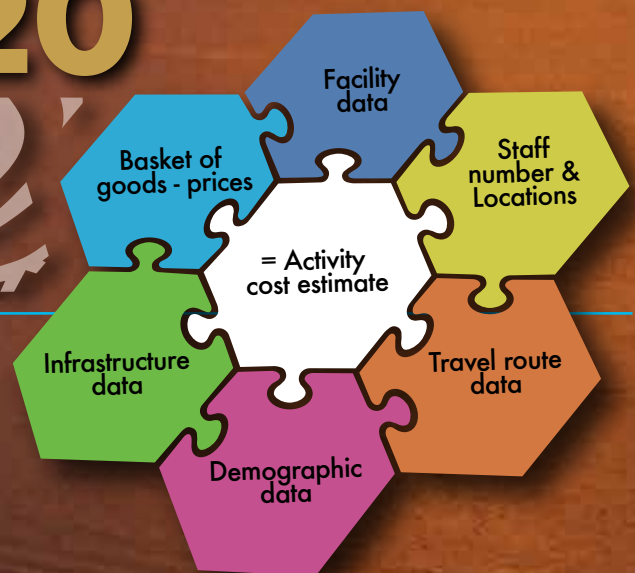 20
Facility
data
Basket of
goods - prices
Staff
number &
Locations
= Activity
cost estimate
Infrastructure
data
Travel route
data
Demographic
data